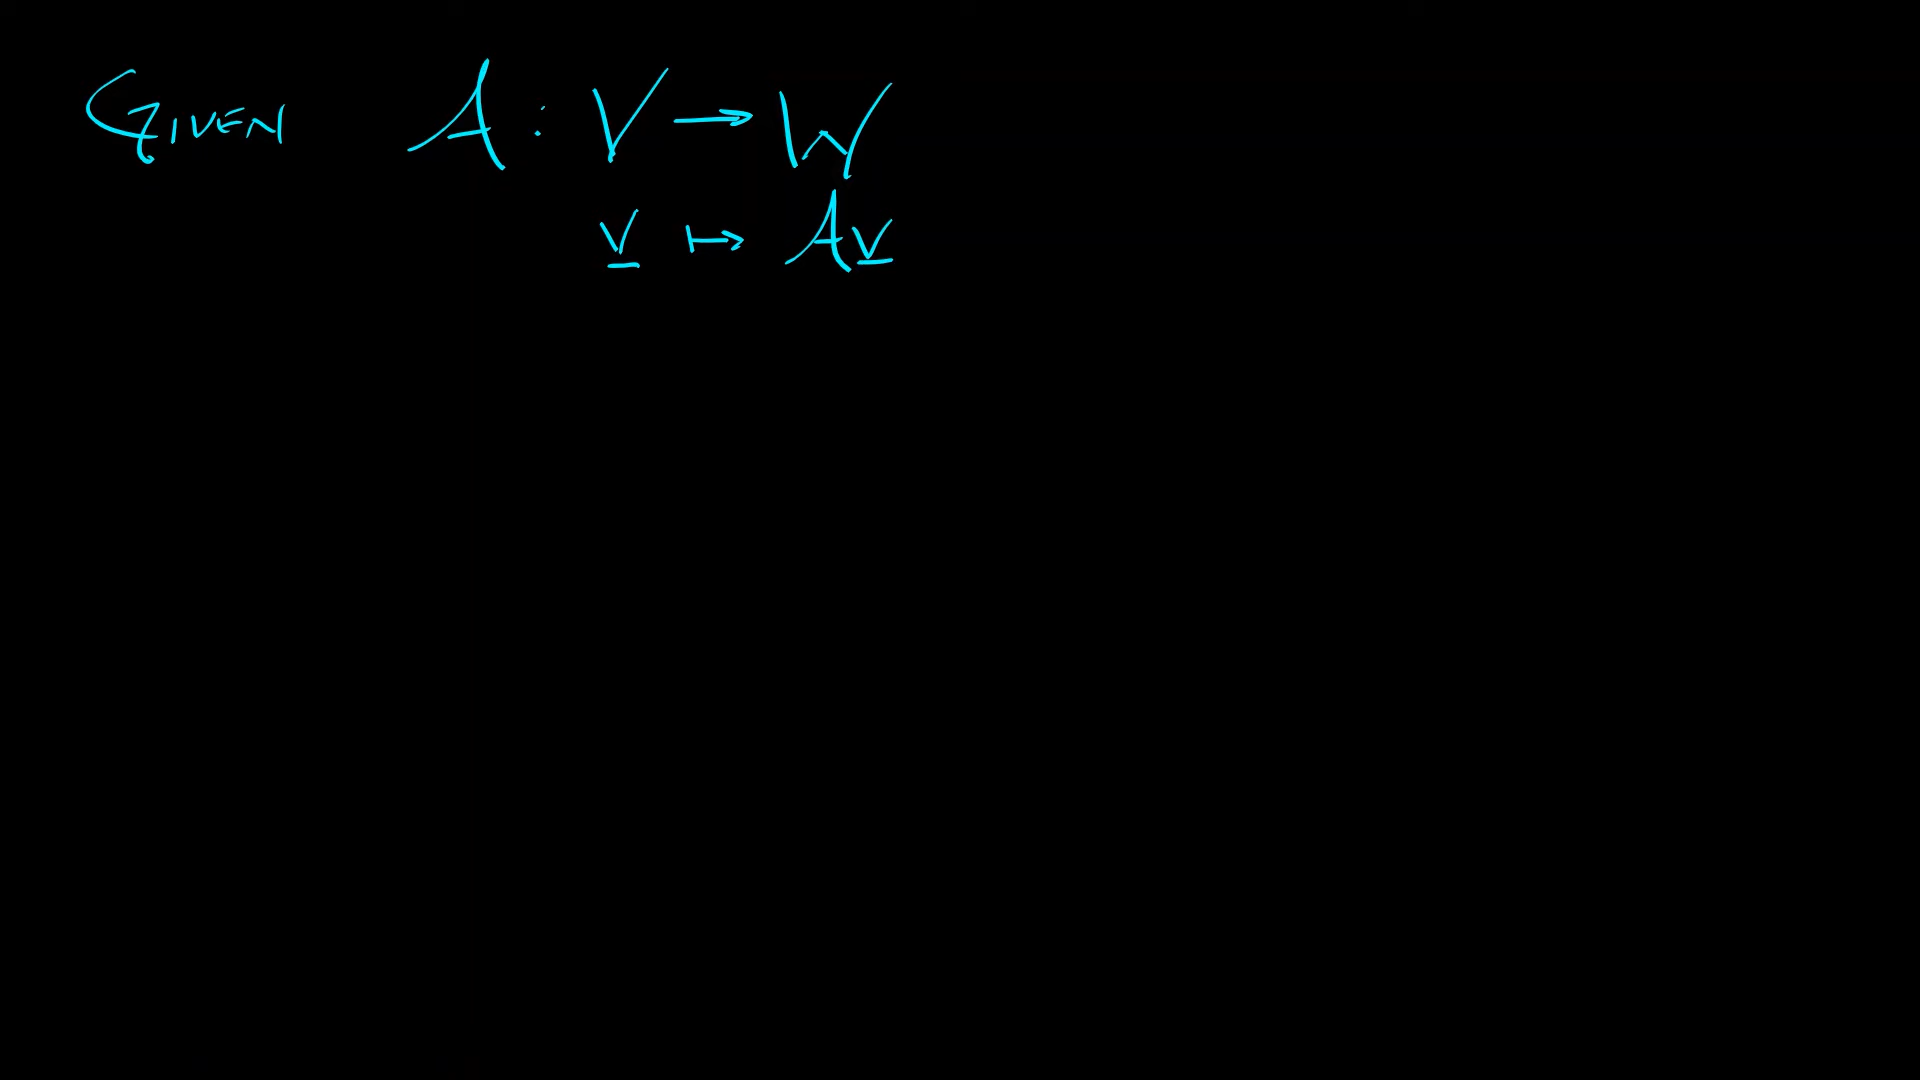 GIVEN A : V → W
v ↦ Av